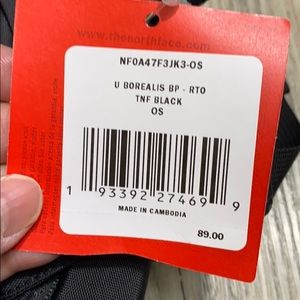 www.thenorthface.com
NF0A47F3JK3-OS
U BOREALIS BP - RTO
TNF BLACK
OS
1 93392 27469 9
MADE IN CAMBODIA
89.00